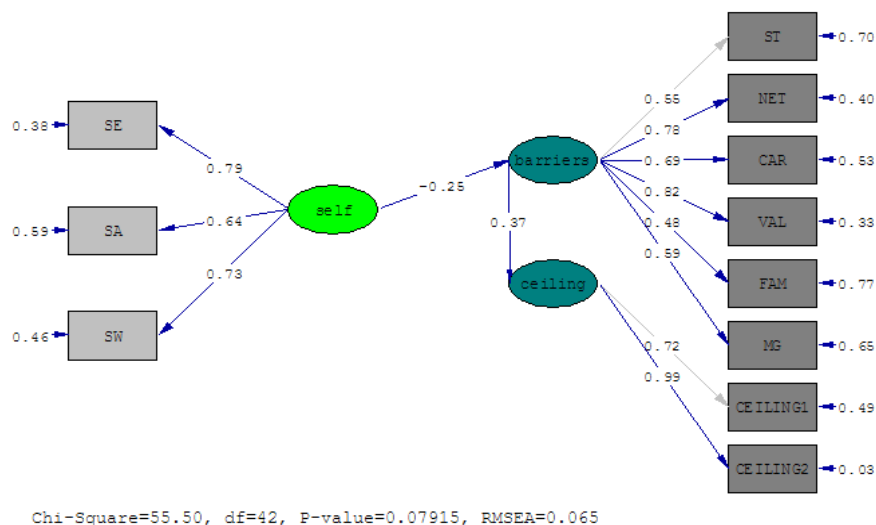 ST
0.70
0.55
NET
0.40
0.38
SE
0.78
0.79
barriers
0.69
CAR
0.53
-0.25
0.82
self
0.64
0.59
SA
0.37
0.48
VAL
0.33
0.59
0.73
ceiling
FAM
0.77
0.46
SW
0.72
MG
0.65
0.99
CEILING1
0.49
CEILING2
0.03
Chi-Square=55.50, df=42, P-value=0.07915, RMSEA=0.065